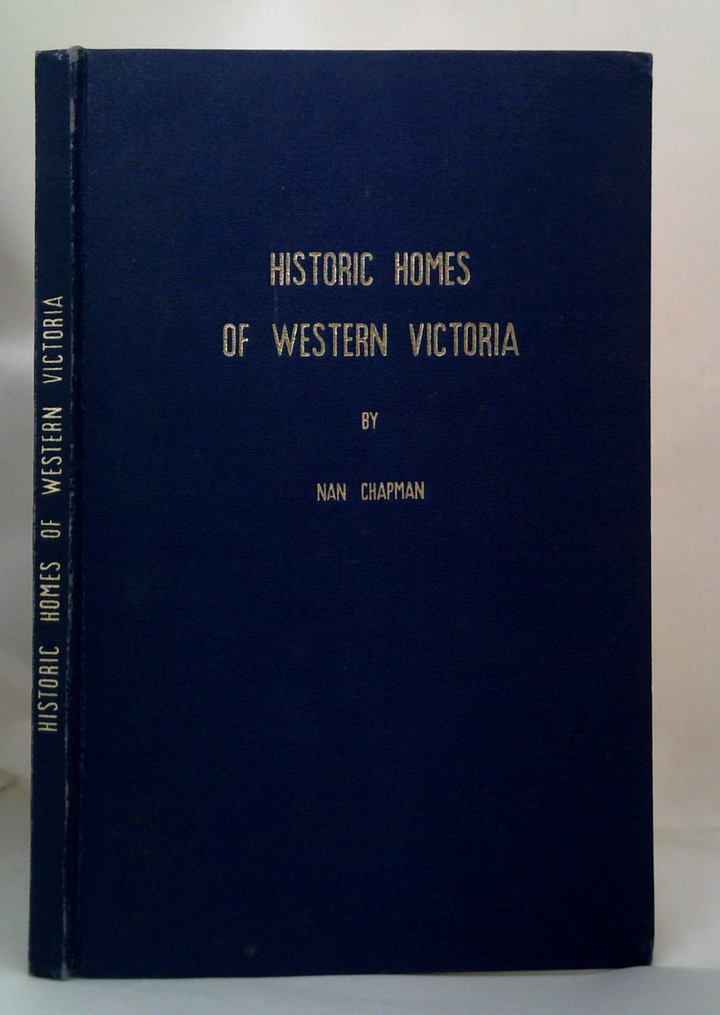 HISTORIC HOMES OF WESTERN VICTORIA
HISTORIC HOMES
OF WESTERN VICTORIA
BY
NAN CHAPMAN